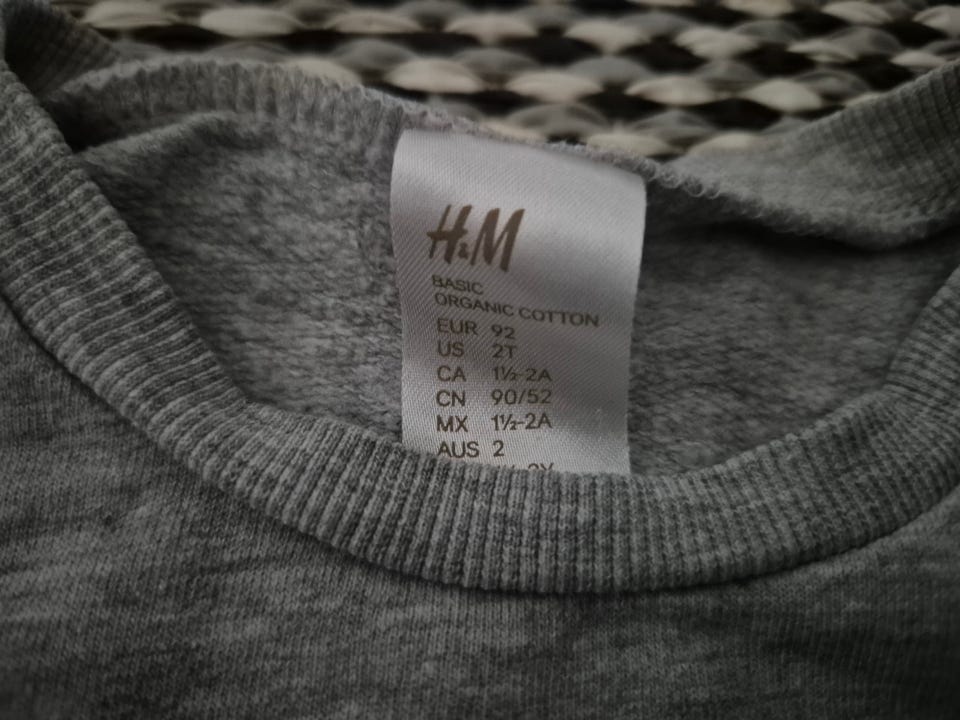 H&M
BASIC
ORGANIC COTTON
EUR 92
US 2T
CA 1½-2A
CN 90/52
MX 1½-2A
AUS 2